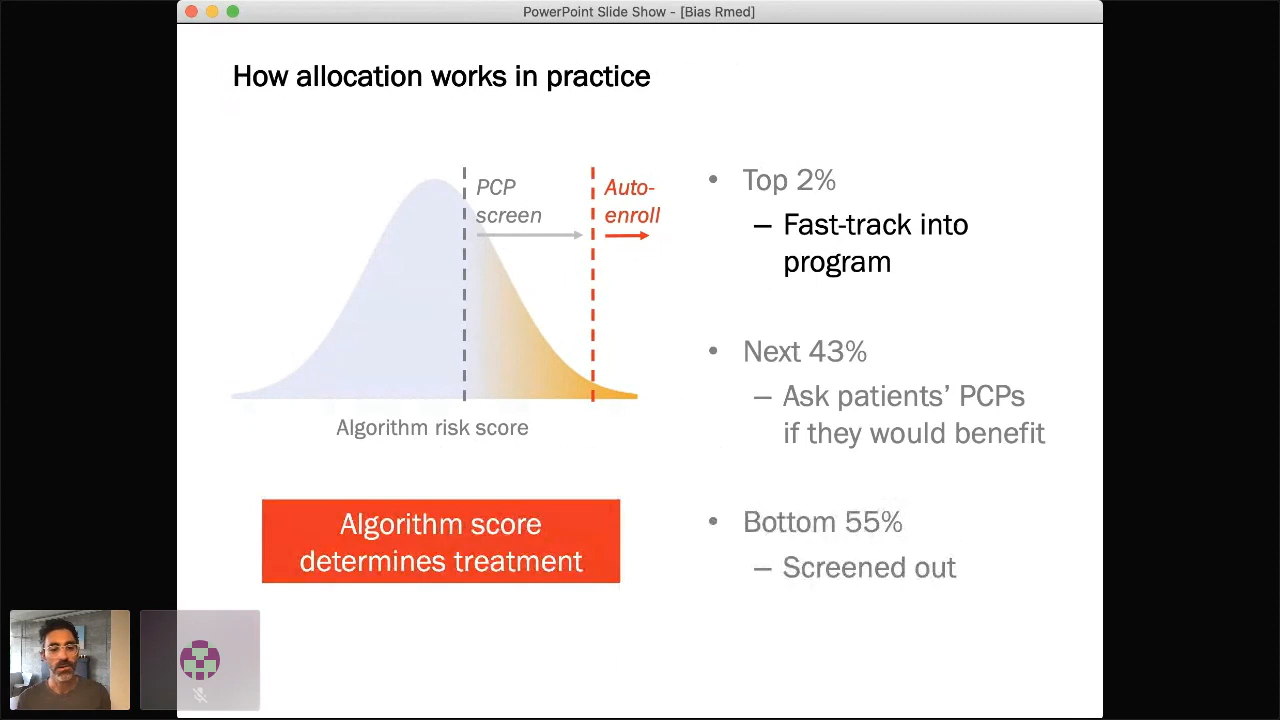 PowerPoint Slide Show - [Bias Rmed]
How allocation works in practice
PCP
screen
Auto-
enroll
Algorithm risk score
Algorithm score
determines treatment
• Top 2%
– Fast-track into
program
• Next 43%
– Ask patients’ PCPs
if they would benefit
• Bottom 55%
– Screened out